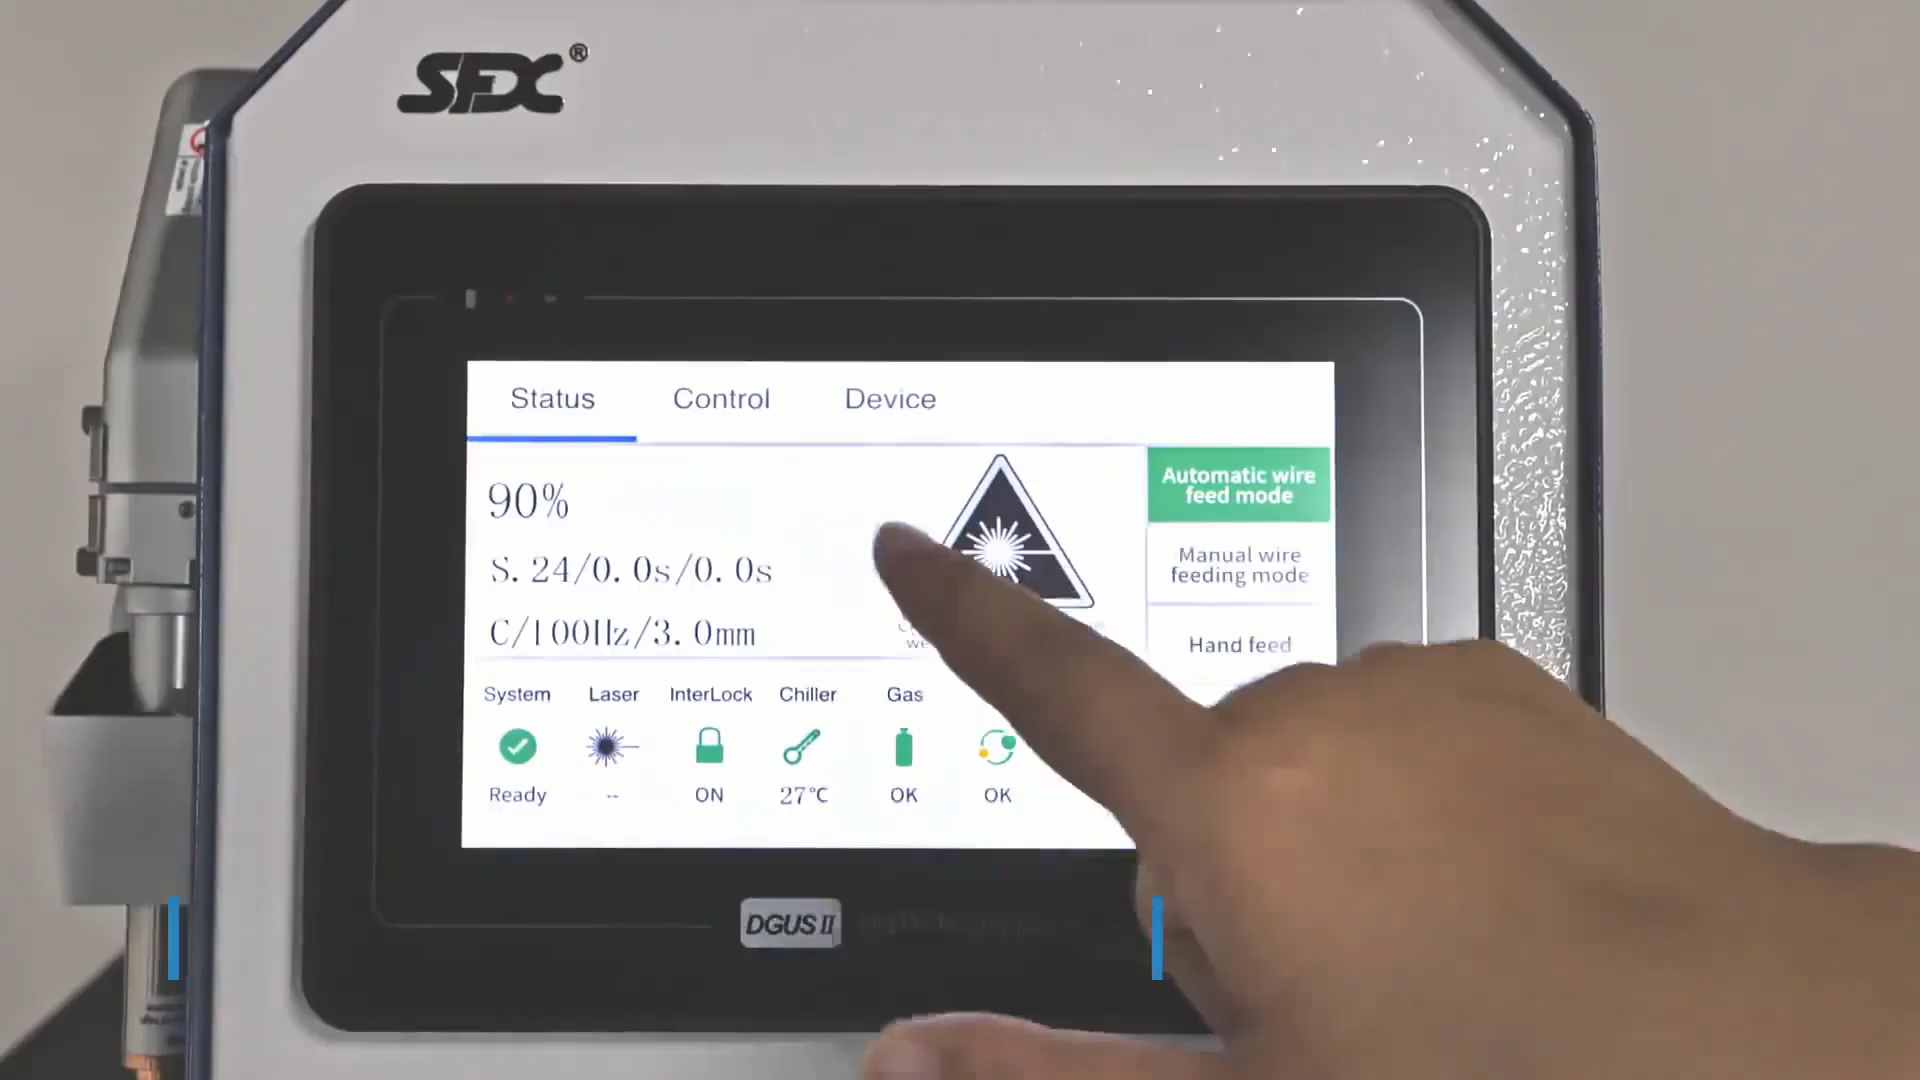 SFX®
Status Control Device
90%
S. 24/0.0s/0.0s
C/100Hz/3.0mm
Automatic wire
feed mode
Manual wire
feeding mode
Hand feed
System Laser InterLock Chiller Gas
Ready -- ON 27℃ OK OK
DGUS II